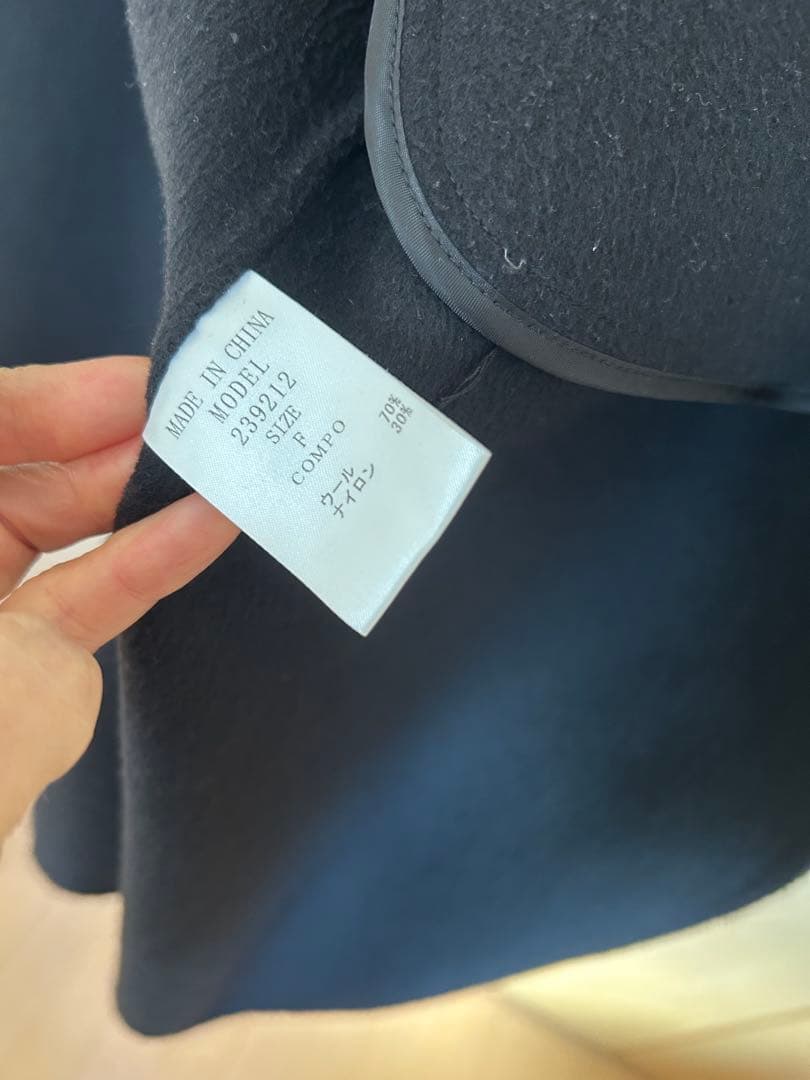 MADE IN CHINA
MODEL
239212
SIZE
F
COMPO
ウール 70%
ナイロン 30%